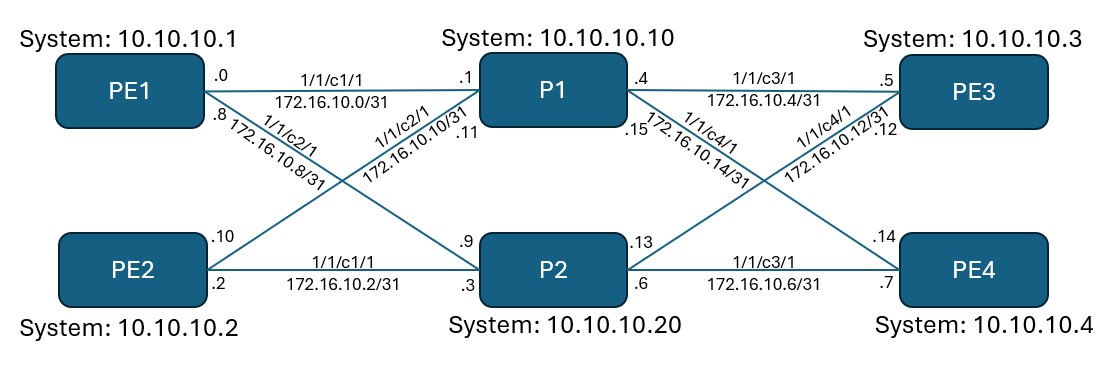 System: 10.10.10.1
System: 10.10.10.10
System: 10.10.10.3
PE1
.0
1/1/c1/1
172.16.10.0/31
.1
P1
.4
1/1/c3/1
172.16.10.4/31
.5
PE3
.8
1/1/c2/1
172.16.10.8/31
1/1/c2/1
172.16.10.10/31
.11
.15
1/1/c4/1
172.16.10.14/31
1/1/c4/1
172.16.10.12/31
.12
PE2
.10
.2
1/1/c1/1
172.16.10.2/31
.9
.3
P2
.13
.6
1/1/c3/1
172.16.10.6/31
.14
.7
PE4
System: 10.10.10.2
System: 10.10.10.20
System: 10.10.10.4